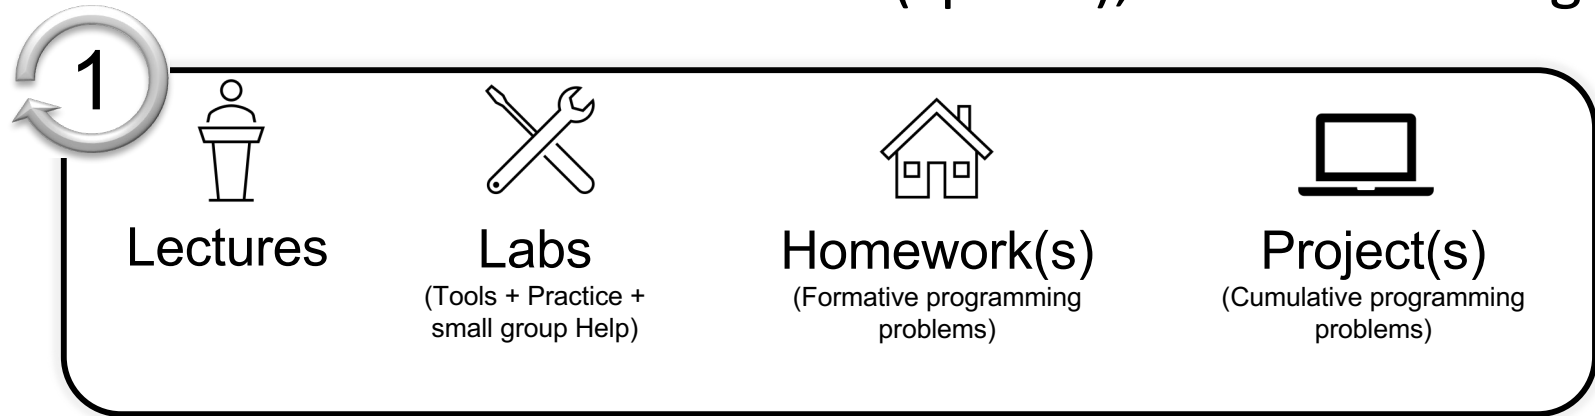 1
Lectures
Labs
(Tools + Practice +
small group Help)
Homework(s)
(Formative programming
problems)
Project(s)
(Cumulative programming
problems)